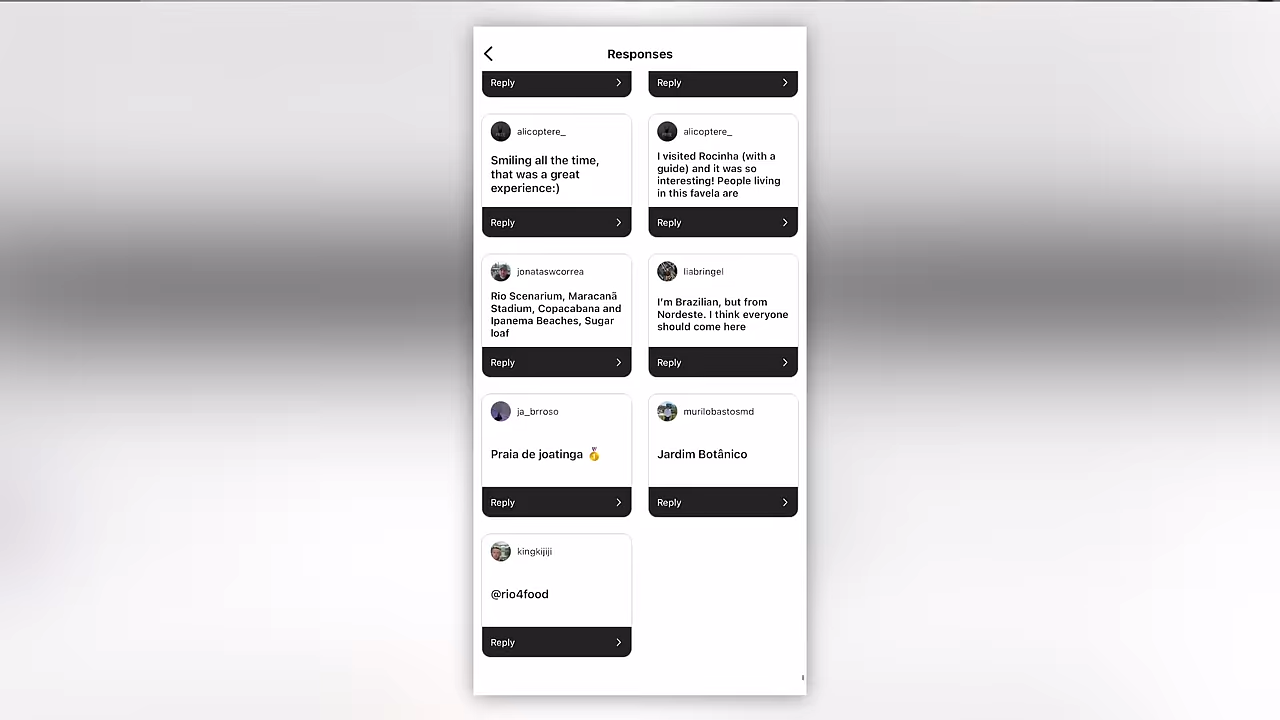 Responses
Reply
Reply
alicoptere_
Smiling all the time,
that was a great
experience:)
Reply
alicoptere_
I visited Rocinha (with a
guide) and it was so
interesting! People living
in this favela are
Reply
jonataswcorrea
Rio Scenarium, Maracanã
Stadium, Copacabana and
Ipanema Beaches, Sugar
loaf
Reply
liabringel
I'm Brazilian, but from
Nordeste. I think everyone
should come here
Reply
ja_brroso
Praia de joatinga 🥇
Reply
murilobastosmd
Jardim Botânico
Reply
kingkijiji
@rio4food
Reply